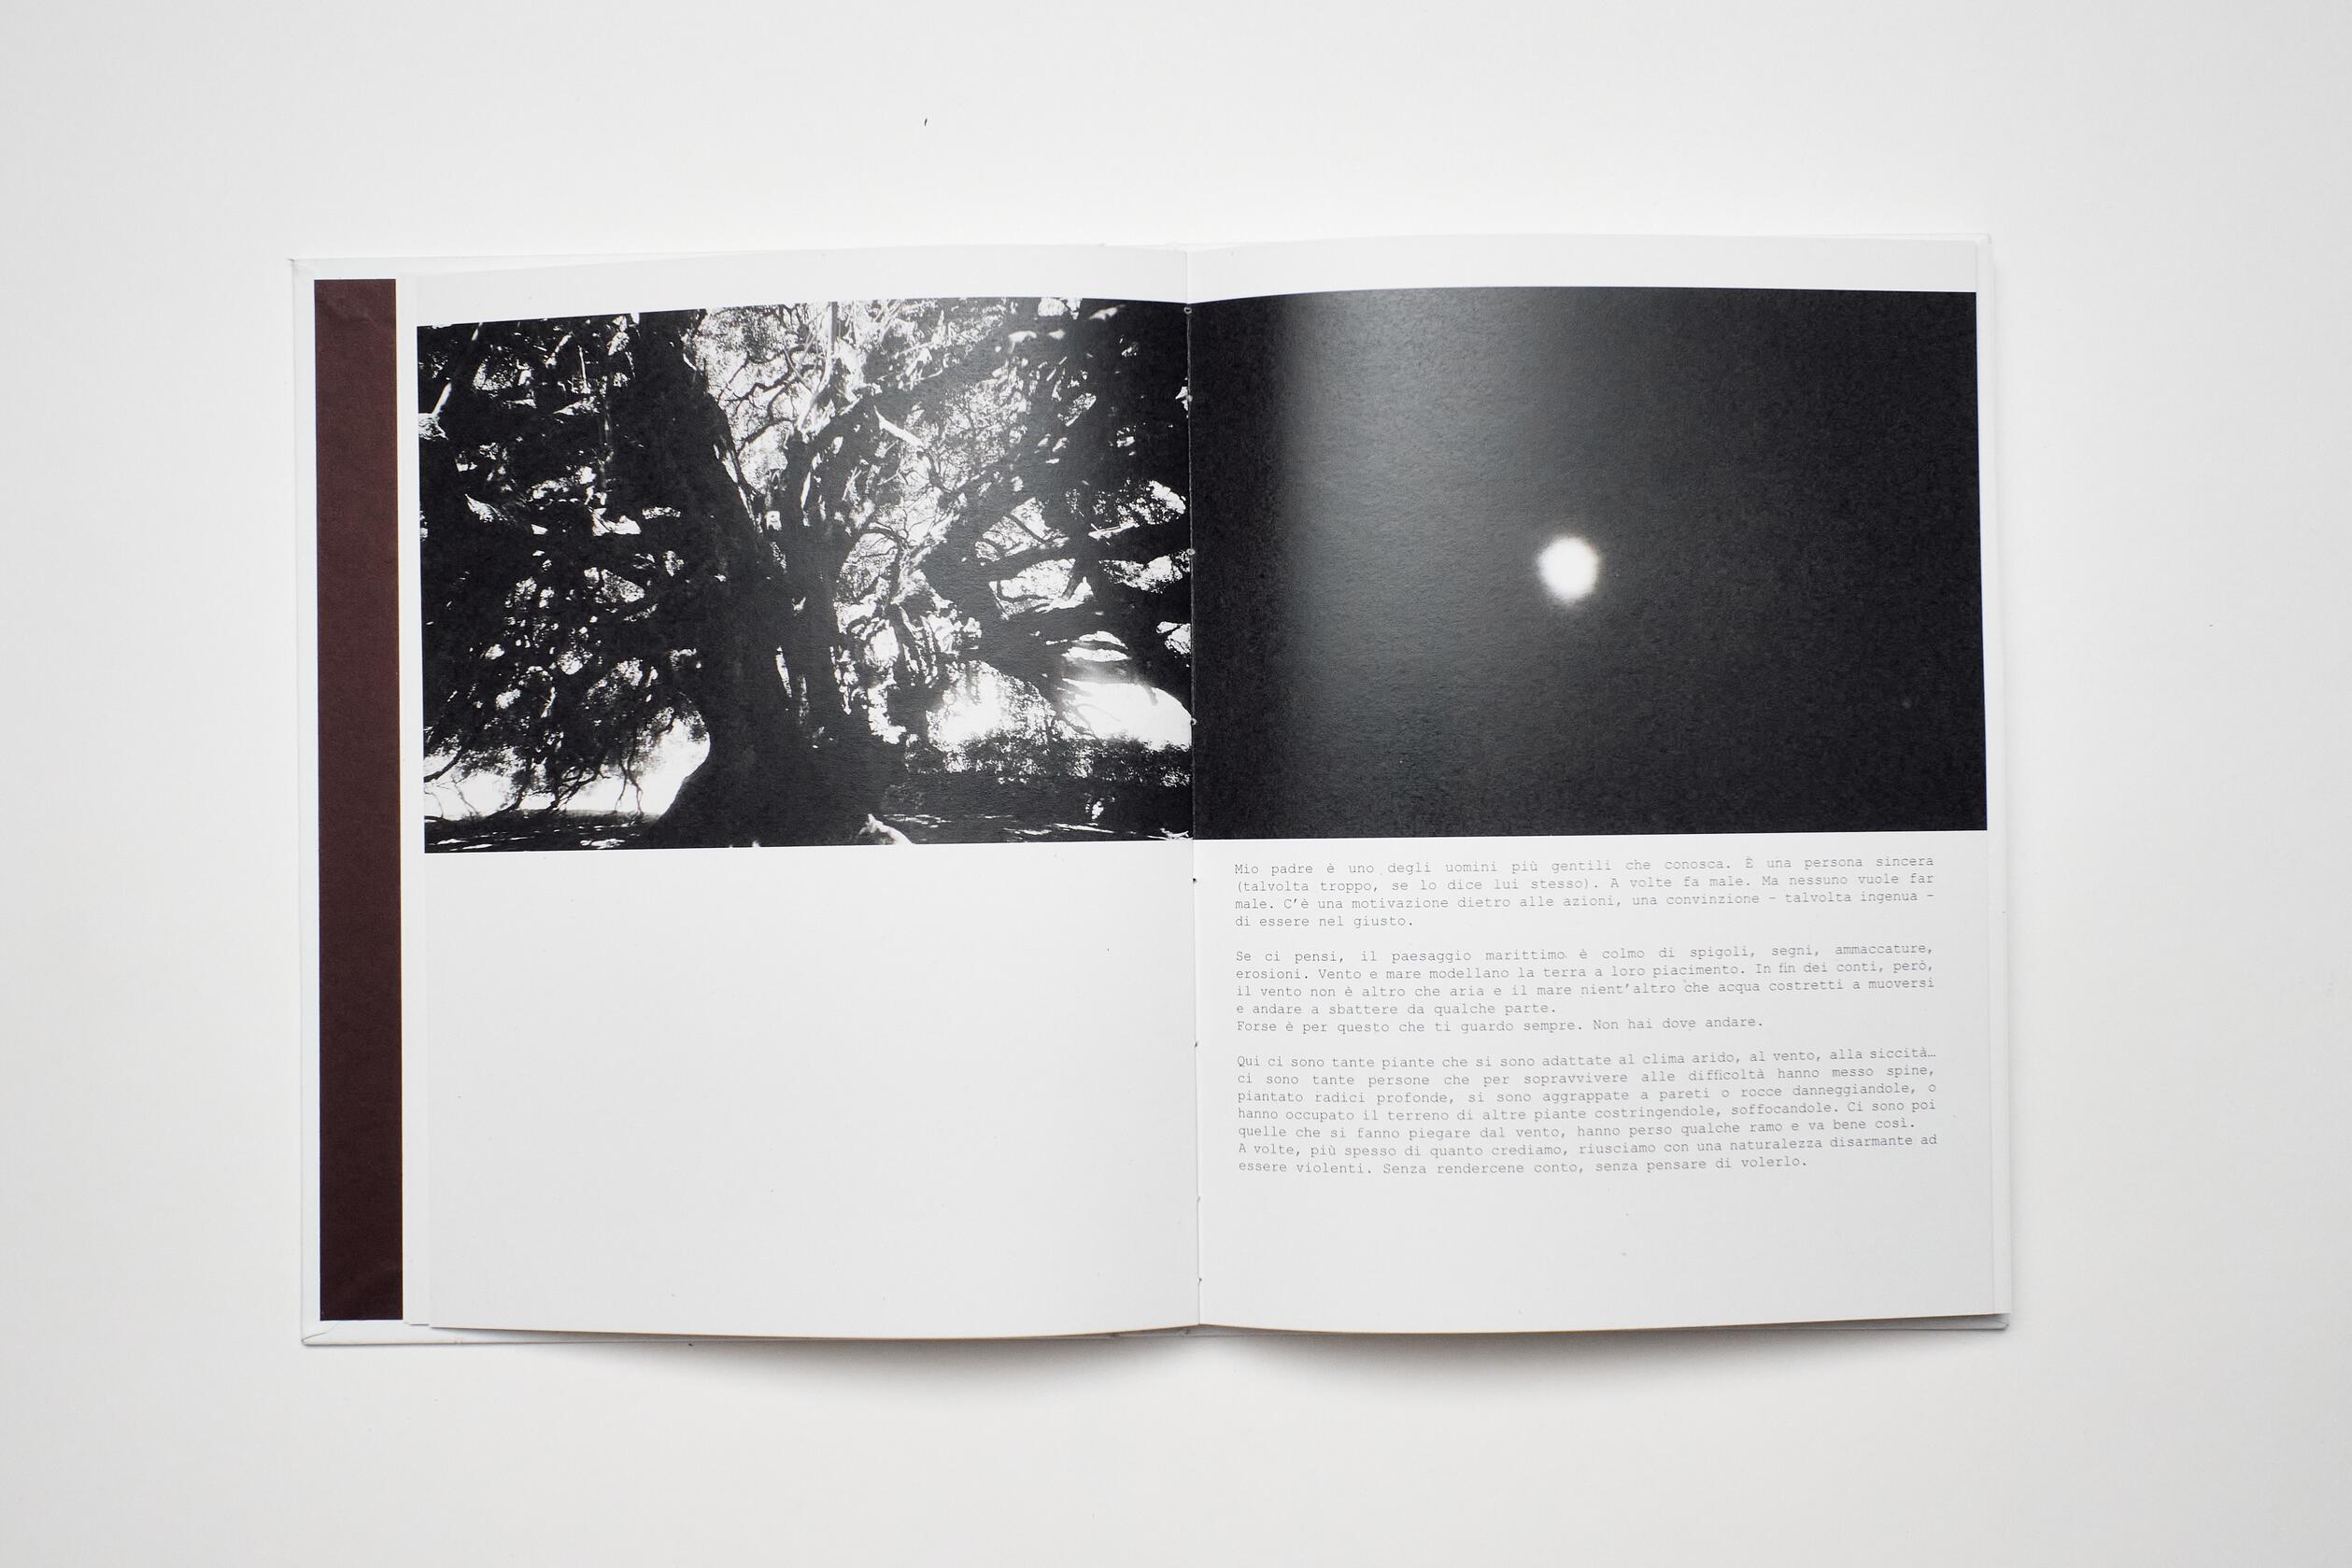 Mio padre è uno degli uomini più gentili che conosca. È una persona sincera
(talvolta troppo, se lo dice lui stesso). A volte fa male. Ma nessuno vuole far
male. C’è una motivazione dietro alle azioni, una convinzione – talvolta ingenua –
di essere nel giusto.
Se ci pensi, il paesaggio marittimo è colmo di spigoli, segni, ammaccature,
erosioni. Vento e mare modellano la terra a loro piacimento. In fin dei conti, però,
il vento non è altro che aria e il mare nient’altro che acqua costretti a muoversi
e andare a sbattere da qualche parte.
Forse è per questo che ti guardo sempre. Non hai dove andare.
Qui ci sono tante piante che si sono adattate al clima arido, al vento, alla siccità…
ci sono tante persone che per sopravvivere alle difficoltà hanno messo spine,
piantato radici profonde, si sono aggrappate a pareti o rocce danneggiandole, o
hanno occupato il terreno di altre piante costringendole, soffocandole. Ci sono poi
quelle che si fanno piegare dal vento, hanno perso qualche ramo e va bene così.
A volte, più spesso di quanto crediamo, riusciamo con una naturalezza disarmante ad
essere violenti. Senza rendercene conto, senza pensare di volerlo.